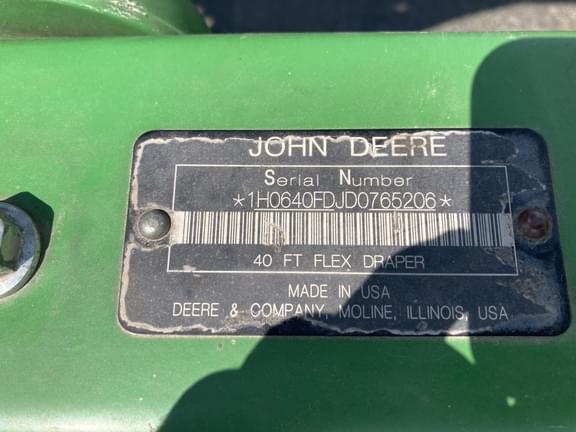 JOHN DEERE
Serial Number
*1H0640FDJD0765206*
40 FT FLEX DRAPER
MADE IN USA
DEERE & COMPANY, MOLINE, ILLINOIS, USA